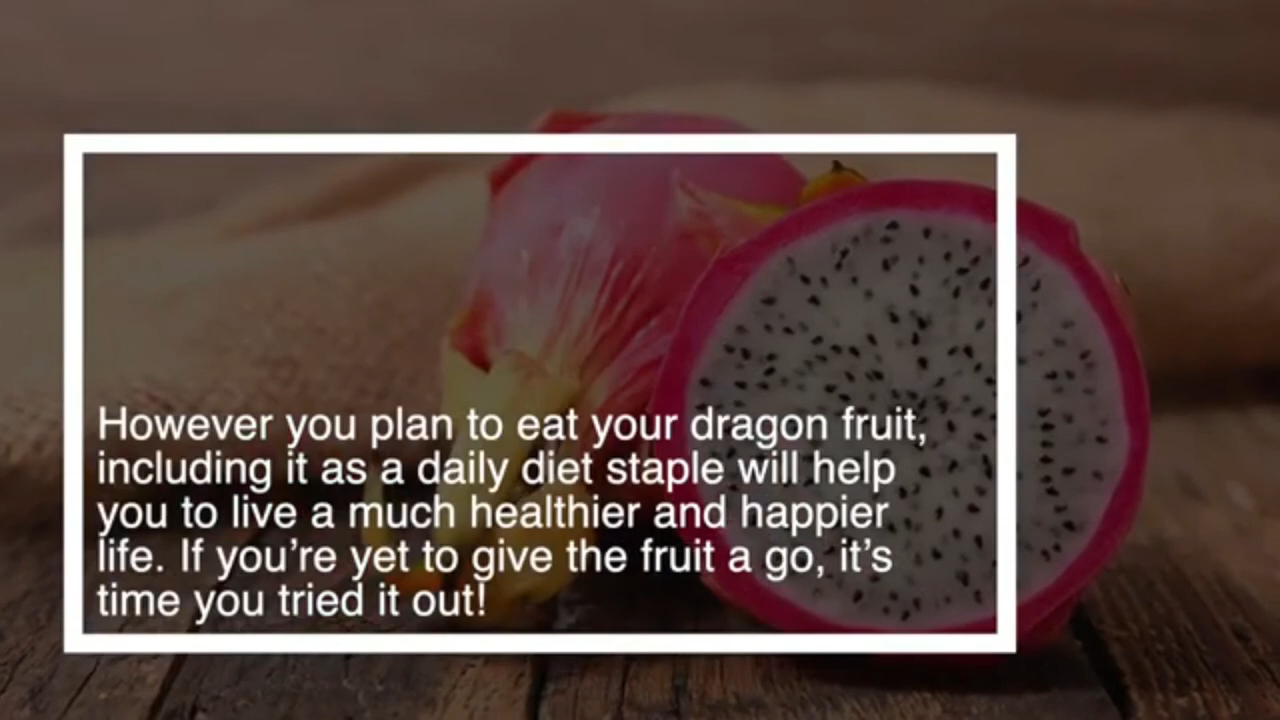 However you plan to eat your dragon fruit,
including it as a daily diet staple will help
you to live a much healthier and happier
life. If you’re yet to give the fruit a go, it’s
time you tried it out!